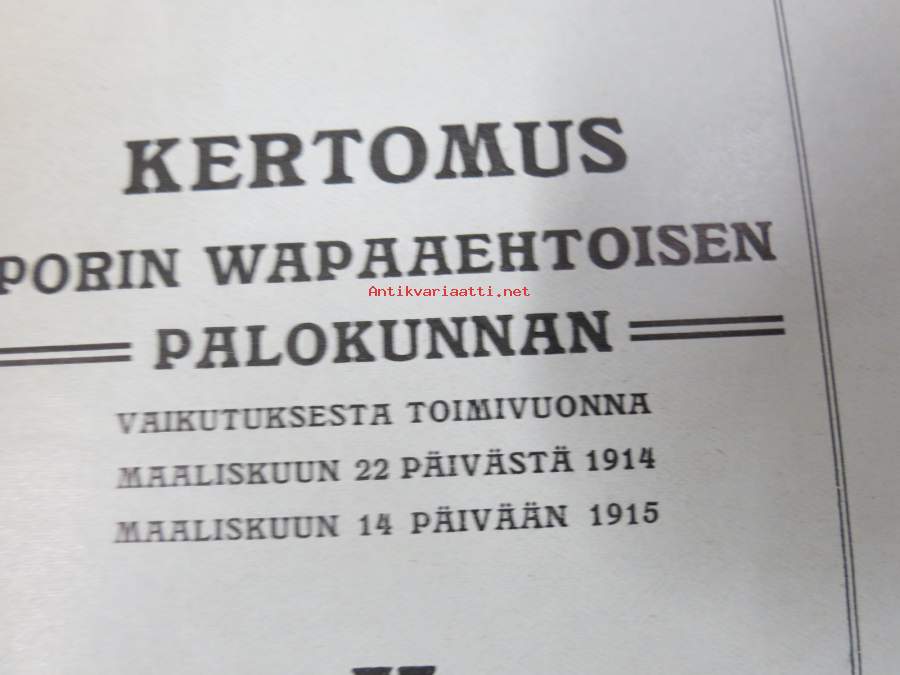 KERTOMUS
PORIN WAPAAEHTOISEN
Antikvariaatti.net
PALOKUNNAN
VAIKUTUKSESTA TOIMIVUONNA
MAALISKUUN 22 PÄIVÄSTÄ 1914
MAALISKUUN 14 PÄIVÄÄN 1915